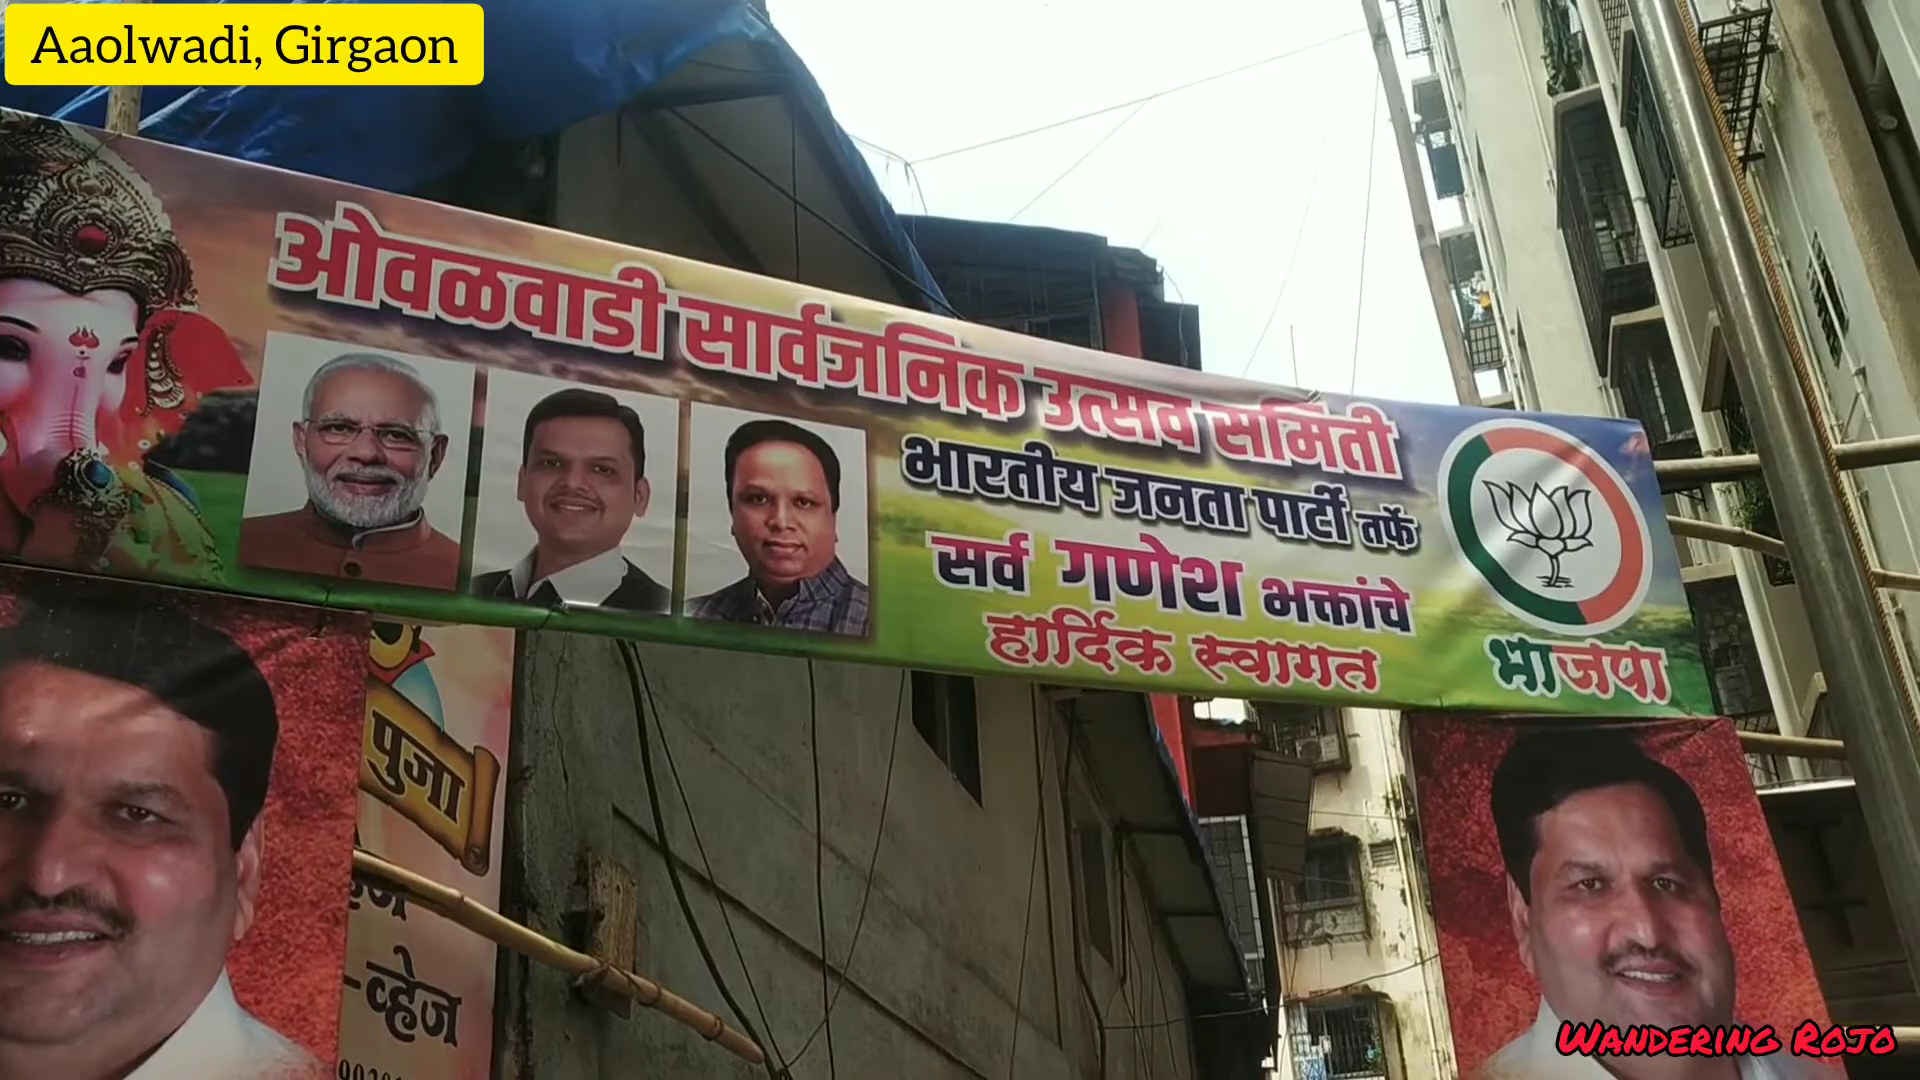 Aaolwadi, Girgaon
ओवळवाडी सार्वजनिक उत्सव समिती
भारतीय जनता पार्टी तर्फे
सर्व गणेश भक्तांचे
हार्दिक स्वागत
भाजपा
पुजा
-व्हेज
WANDERING ROJO